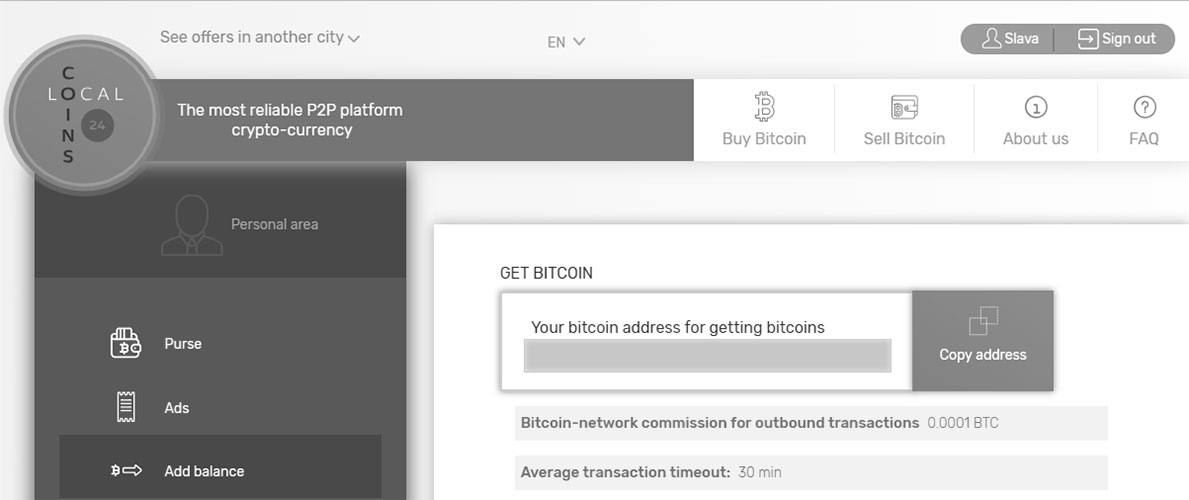 See offers in another city
EN
Slava
Sign out
COINS
LOCAL
24
The most reliable P2P platform
crypto-currency
Buy Bitcoin
Sell Bitcoin
About us
FAQ
Personal area
GET BITCOIN
Your bitcoin address for getting bitcoins
Copy address
Purse
Ads
Add balance
Bitcoin-network commission for outbound transactions 0.0001 BTC
Average transaction timeout: 30 min